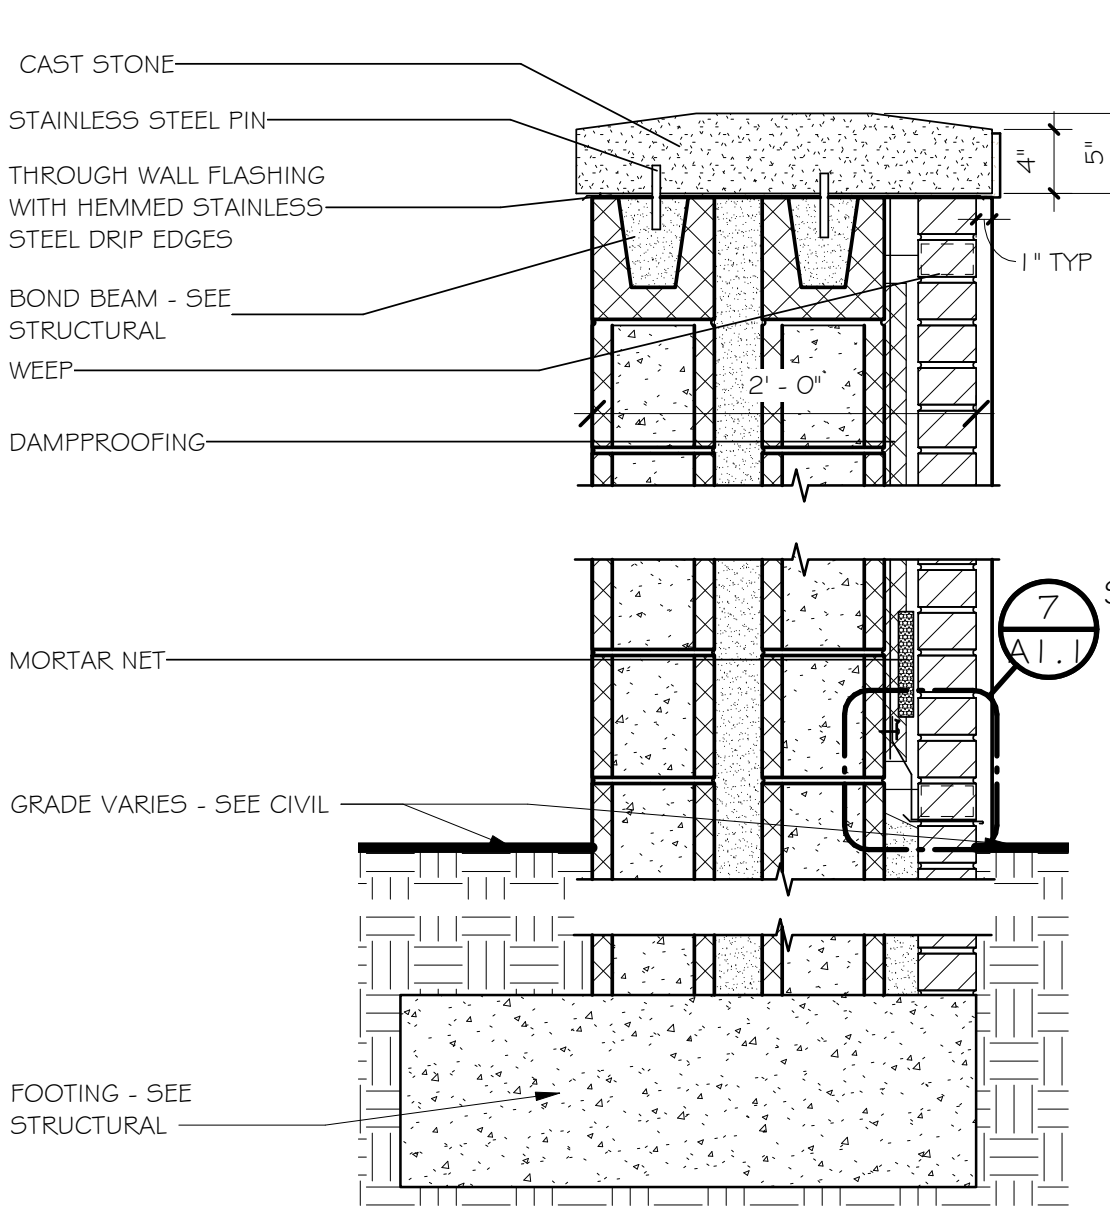 CAST STONE
STAINLESS STEEL PIN
THROUGH WALL FLASHING
WITH HEMMED STAINLESS
STEEL DRIP EDGES
BOND BEAM - SEE
STRUCTURAL
WEEP
DAMPPROOFING
MORTAR NET
GRADE VARIES - SEE CIVIL
FOOTING - SEE
STRUCTURAL
4"
5"
1" TYP
2' - 0"
7
A1.1
S